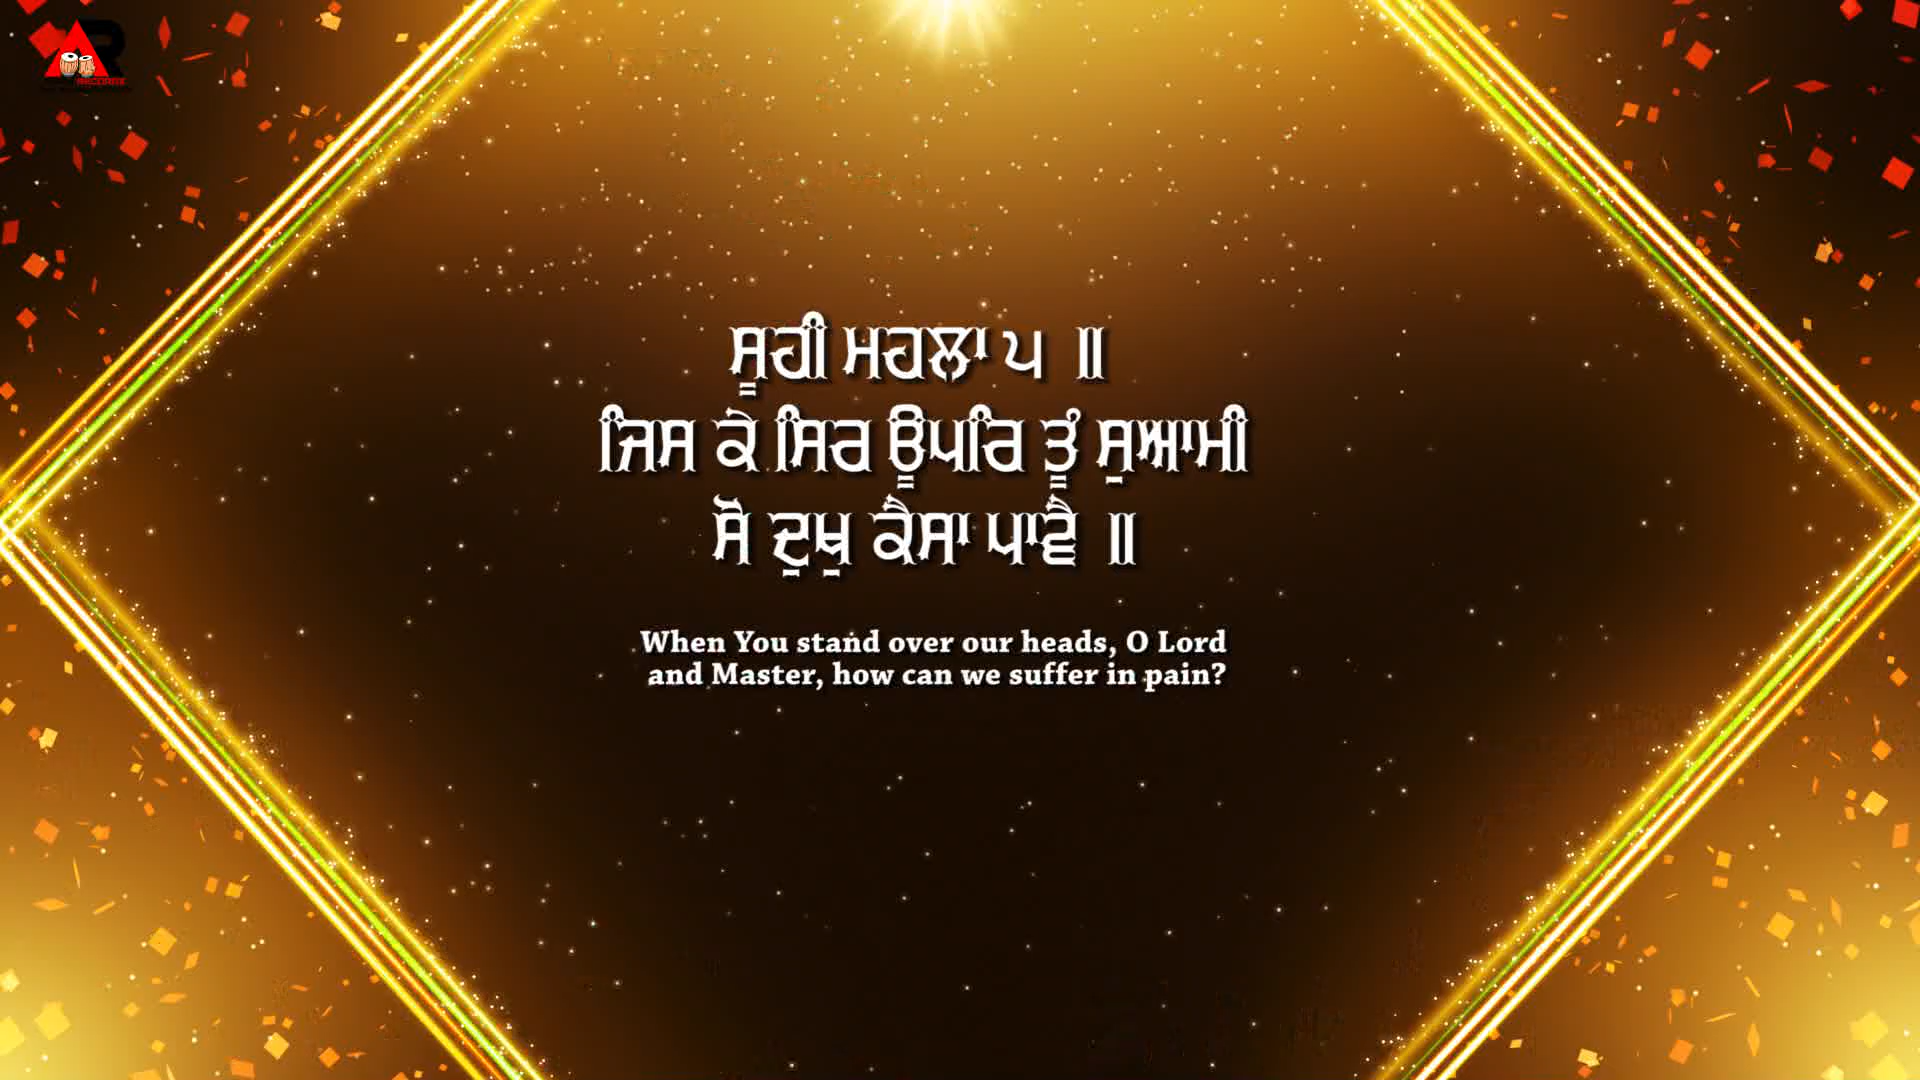 ਸੂਹੀ ਮਹਲਾ ੫ ॥
ਜਿਸ ਕੇ ਸਿਰ ਊਪਰਿ ਤੂੰ ਸੁਆਮੀ
ਸੋ ਦੁਖੁ ਕੈਸਾ ਪਾਵੈ ॥
When You stand over our heads, O Lord
and Master, how can we suffer in pain?